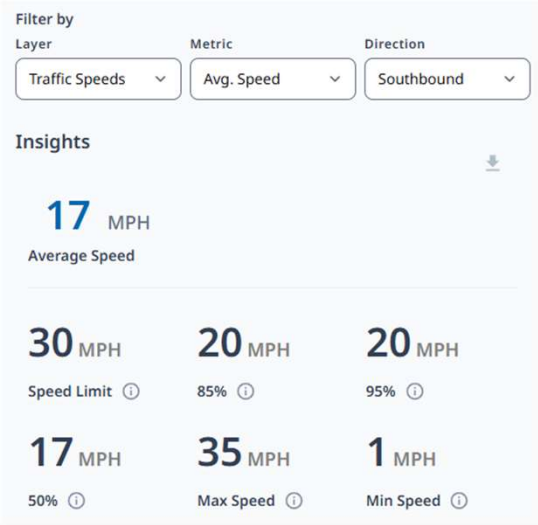 Filter by
Layer Metric Direction
Traffic Speeds Avg. Speed Southbound
Insights
17 MPH
Average Speed
30 MPH 20 MPH 20 MPH
Speed Limit 85% 95%
17 MPH 35 MPH 1 MPH
50% Max Speed Min Speed